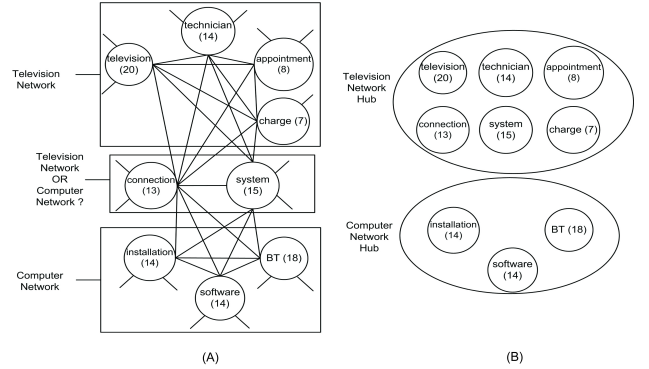 technician
(14)
television
(20)
appointment
(8)
Television
Network
charge (7)
Television
Network
OR
Computer
Network ?
connection
(13)
system
(15)
installation
(14)
BT (18)
Computer
Network
software
(14)
(A)
television
(20)
technician
(14)
appointment
(8)
Television
Network
Hub
connection
(13)
system
(15)
charge (7)
Computer
Network
Hub
installation
(14)
BT (18)
software
(14)
(B)